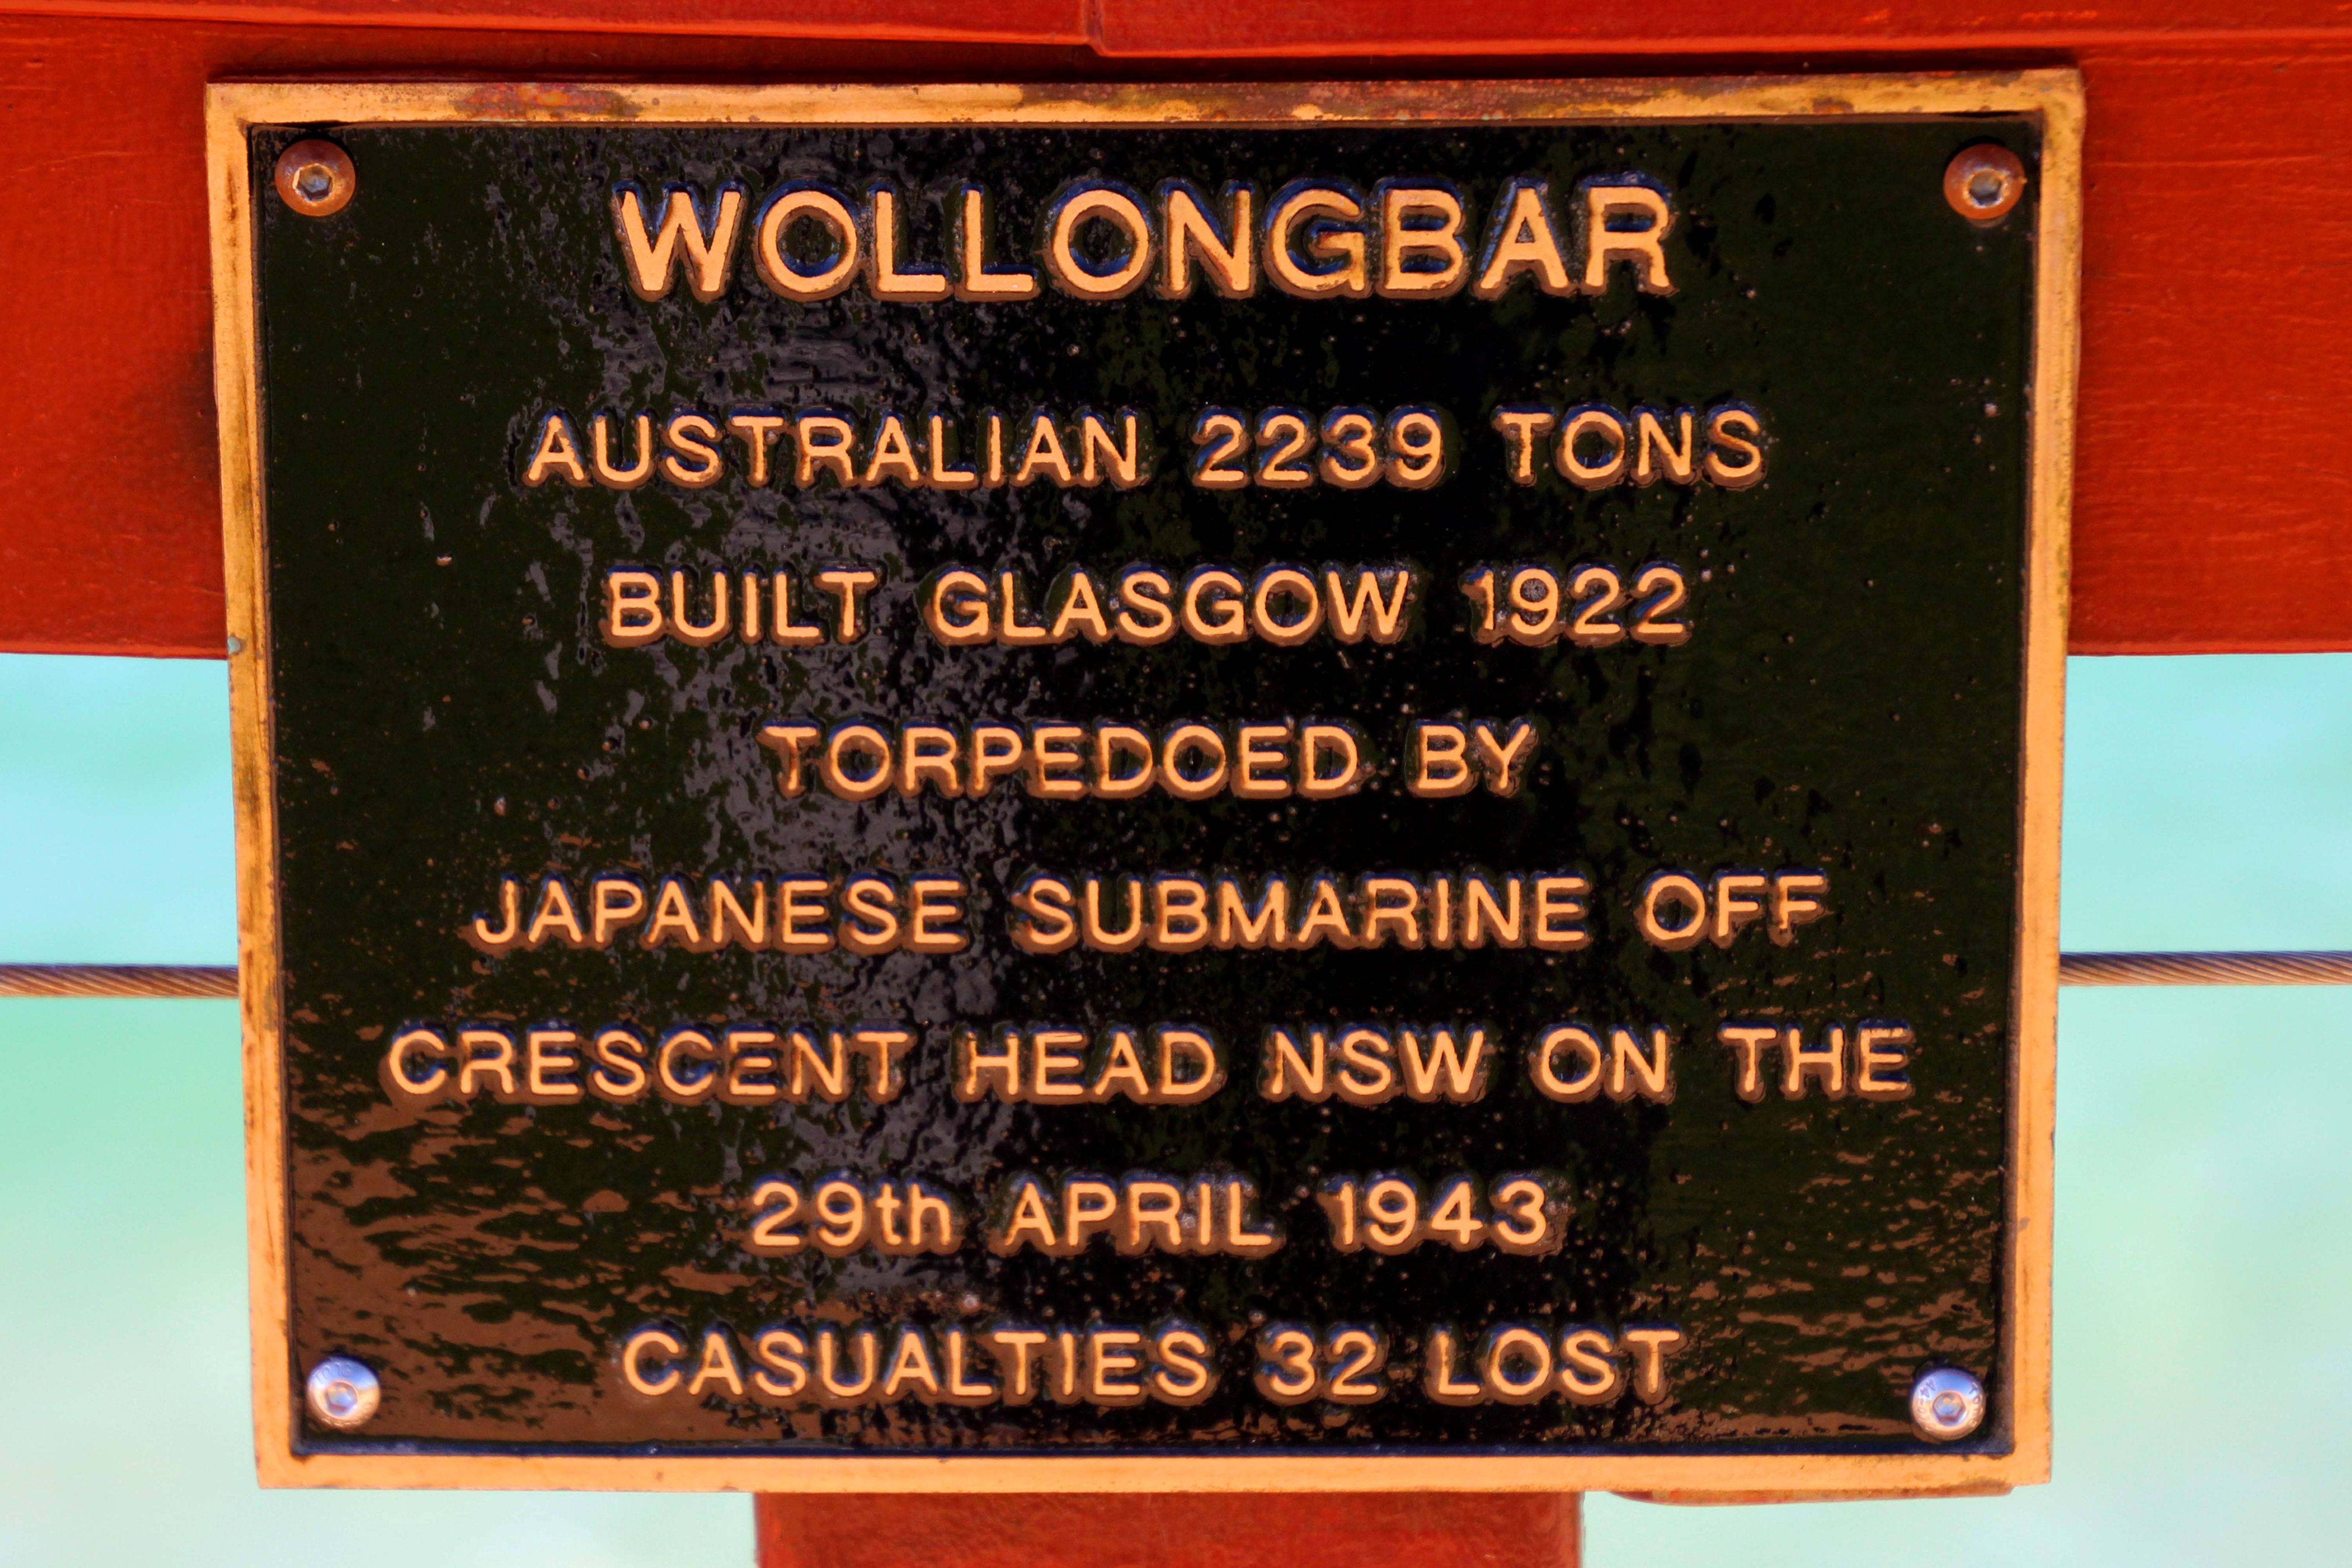 WOLLONGBAR
AUSTRALIAN 2239 TONS
BUILT GLASGOW 1922
TORPEDOED BY
JAPANESE SUBMARINE OFF
CRESCENT HEAD NSW ON THE
29th APRIL 1943
CASUALTIES 32 LOST